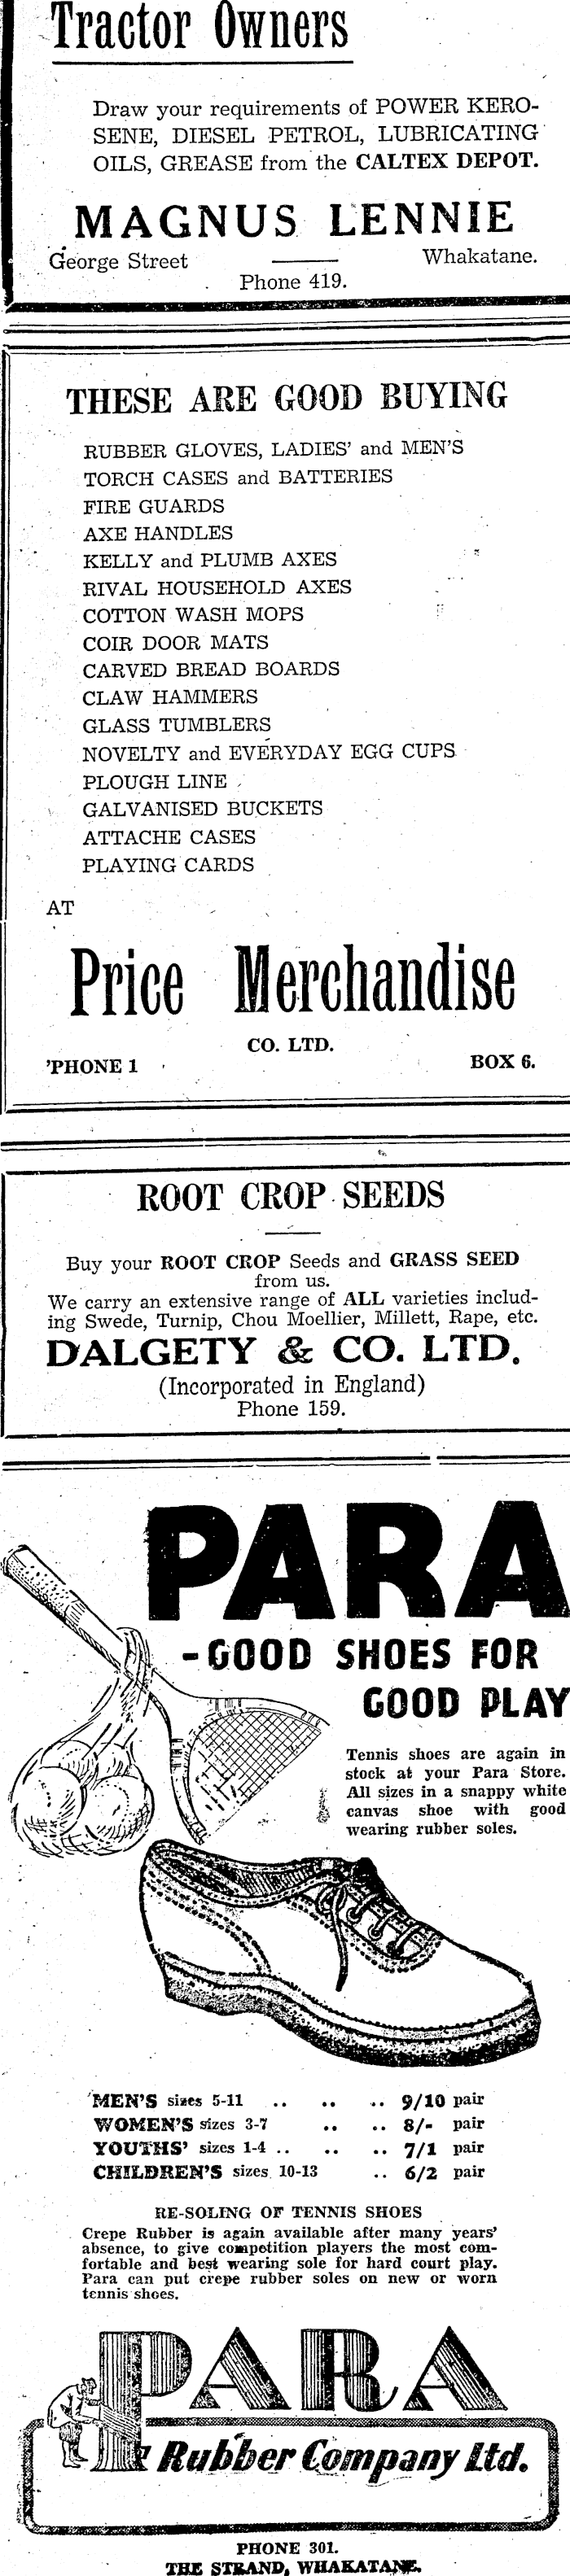 Tractor Owners
Draw your requirements of POWER KERO-
SENE, DIESEL PETROL, LUBRICATING
OILS, GREASE from the CALTEX DEPOT.
MAGNUS LENNIE
George Street Whakatane.
Phone 419.
THESE ARE GOOD BUYING
RUBBER GLOVES, LADIES' and MEN'S
TORCH CASES and BATTERIES
FIRE GUARDS
AXE HANDLES
KELLY and PLUMB AXES
RIVAL HOUSEHOLD AXES
COTTON WASH MOPS
COIR DOOR MATS
CARVED BREAD BOARDS
CLAW HAMMERS
GLASS TUMBLERS
NOVELTY and EVERYDAY EGG CUPS
PLOUGH LINE
GALVANISED BUCKETS
ATTACHE CASES
PLAYING CARDS
AT
Price Merchandise
CO. LTD.
'PHONE 1 BOX 6.
ROOT CROP SEEDS
Buy your ROOT CROP Seeds and GRASS SEED
from us.
We carry an extensive range of ALL varieties includ-
ing Swede, Turnip, Chou Moellier, Millett, Rape, etc.
DALGETY & CO. LTD.
(Incorporated in England)
Phone 159.
PARA
-GOOD SHOES FOR
GOOD PLAY
Tennis shoes are again in
stock at your Para Store.
All sizes in a snappy white
canvas shoe with good
wearing rubber soles.
MEN'S sizes 5-11 .. .. .. 9/10 pair
WOMEN'S sizes 3-7 .. .. 8/- pair
YOUTHS' sizes 1-4 .. .. .. 7/1 pair
CHILDREN'S sizes 10-13 .. 6/2 pair
RE-SOLING OF TENNIS SHOES
Crepe Rubber is again available after many years'
absence, to give competition players the most com-
fortable and best wearing sole for hard court play.
Para can put crepe rubber soles on new or worn
tennis shoes.
PARA
Rubber Company Ltd.
PHONE 301.
THE STRAND, WHAKATANE.